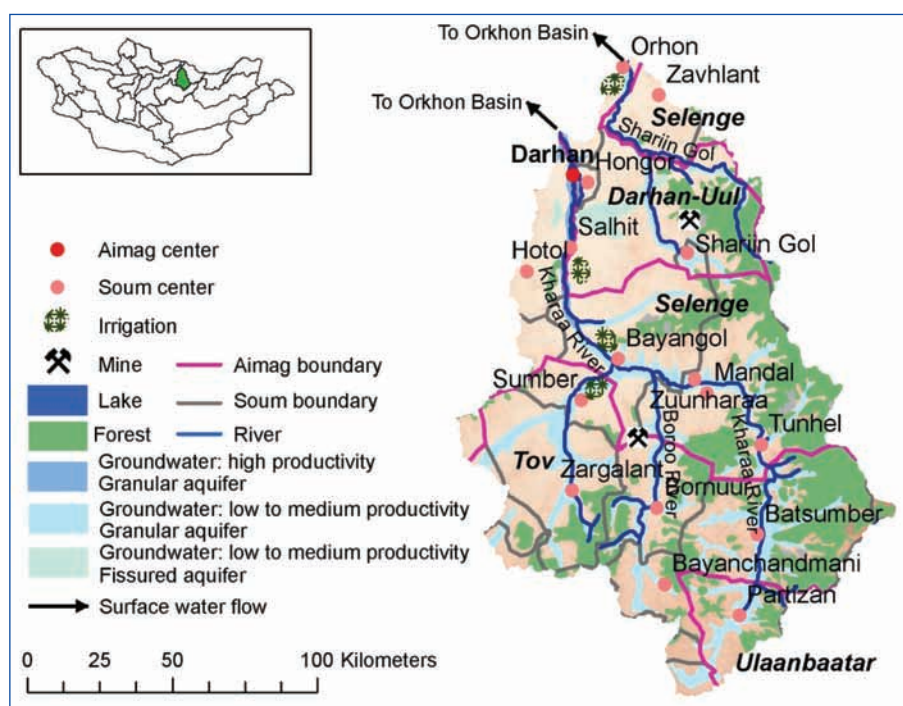 To Orkhon Basin
Orhon
Zavhlant
To Orkhon Basin
Selenge
Shariin Gol
Darhan
Hongor
Darhan-Uul
Salhit
Shariin Gol
Hotol
Kharaa River
Selenge
Bayangol
Mandal
Sumber
Zuunharaa
Tunhel
Boroo River
Kharaa River
Tov
Zargalant
Bornuur
Batsumber
Bayanchandmani
Partizan
Ulaanbaatar
Aimag center
Soum center
Irrigation
Mine
Aimag boundary
Lake
Soum boundary
Forest
River
Groundwater: high productivity
Granular aquifer
Groundwater: low to medium productivity
Granular aquifer
Groundwater: low to medium productivity
Fissured aquifer
Surface water flow
0 25 50 100 Kilometers